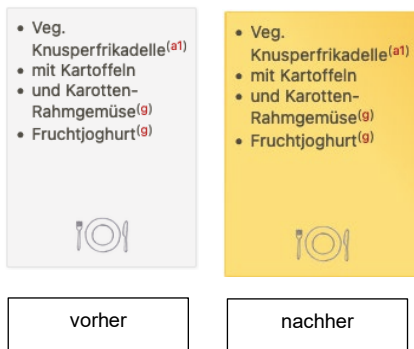 • Veg.
Knusperfrikadelle(a1)
• mit Kartoffeln
• und Karotten-
Rahmgemüse(g)
• Fruchtjoghurt(g)
vorher
• Veg.
Knusperfrikadelle(a1)
• mit Kartoffeln
• und Karotten-
Rahmgemüse(g)
• Fruchtjoghurt(g)
nachher